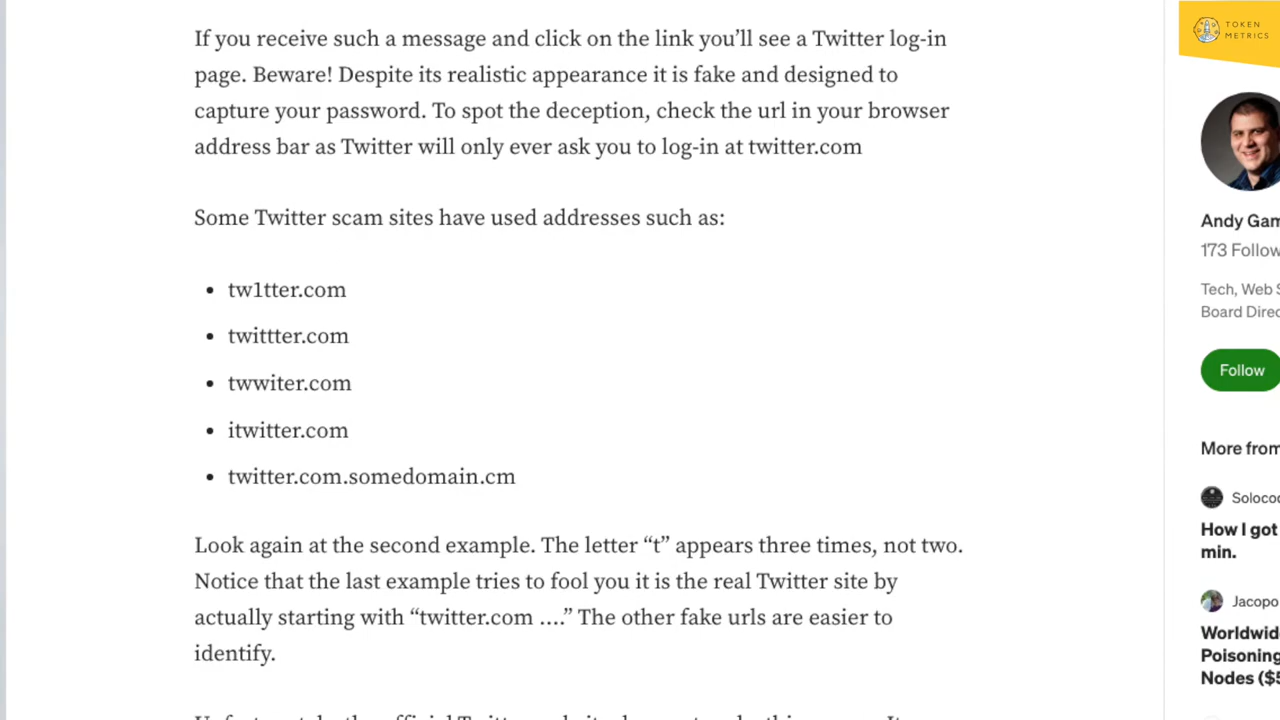 If you receive such a message and click on the link you’ll see a Twitter log-in
page. Beware! Despite its realistic appearance it is fake and designed to
capture your password. To spot the deception, check the url in your browser
address bar as Twitter will only ever ask you to log-in at twitter.com
Some Twitter scam sites have used addresses such as:
• tw1tter.com
• twittter.com
• twwiter.com
• itwitter.com
• twitter.com.somedomain.cm
Look again at the second example. The letter “t” appears three times, not two.
Notice that the last example tries to fool you it is the real Twitter site by
actually starting with “twitter.com ….” The other fake urls are easier to
identify.
TOKEN
METRICS
Andy Gam
173 Follow
Tech, Web S
Board Direc
Follow
More from
Solocod
How I got
min.
Jacopo
Worldwid
Poisoning
Nodes ($5